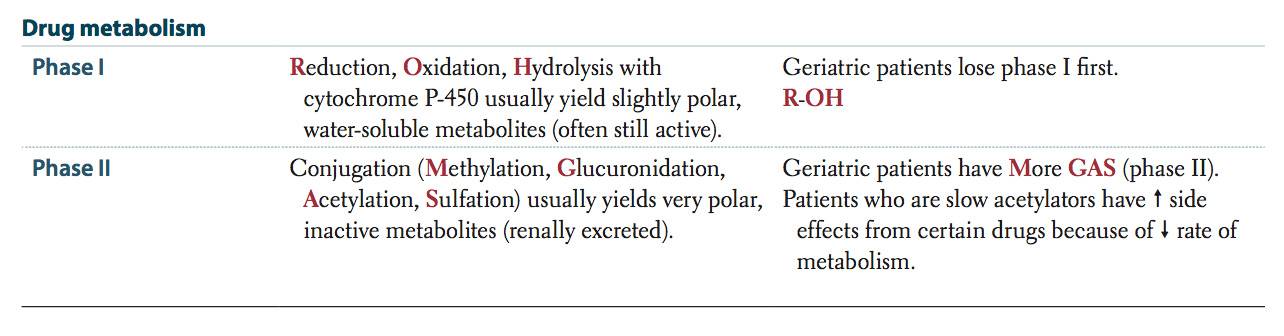 Drug metabolism
Phase I
Reduction, Oxidation, Hydrolysis with
cytochrome P-450 usually yield slightly polar,
water-soluble metabolites (often still active).
Geriatric patients lose phase I first.
R-OH
Phase II
Conjugation (Methylation, Glucuronidation,
Acetylation, Sulfation) usually yields very polar,
inactive metabolites (renally excreted).
Geriatric patients have More GAS (phase II).
Patients who are slow acetylators have ↑ side
effects from certain drugs because of ↓ rate of
metabolism.